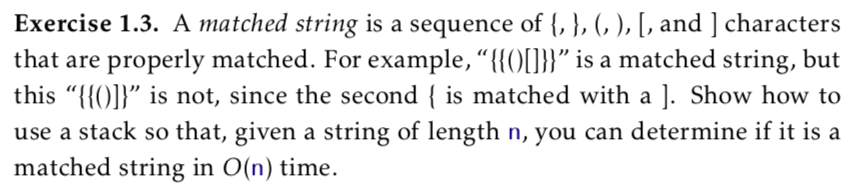 Exercise 1.3. A matched string is a sequence of {, }, (, ), [, and ] characters
that are properly matched. For example, “{{()[]}}” is a matched string, but
this “{{()]}” is not, since the second { is matched with a ]. Show how to
use a stack so that, given a string of length n, you can determine if it is a
matched string in O(n) time.